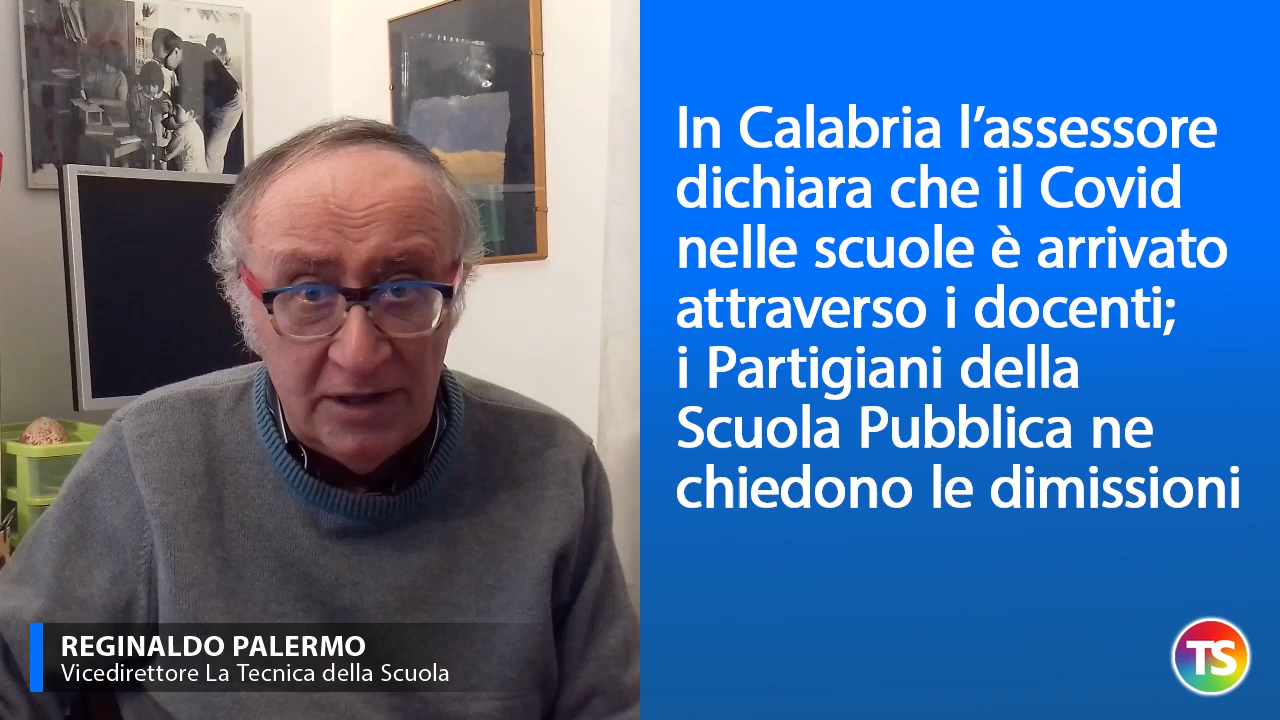 In Calabria l’assessore
dichiara che il Covid
nelle scuole è arrivato
attraverso i docenti;
i Partigiani della
Scuola Pubblica ne
chiedono le dimissioni
REGINALDO PALERMO
Vicedirettore La Tecnica della Scuola
TS